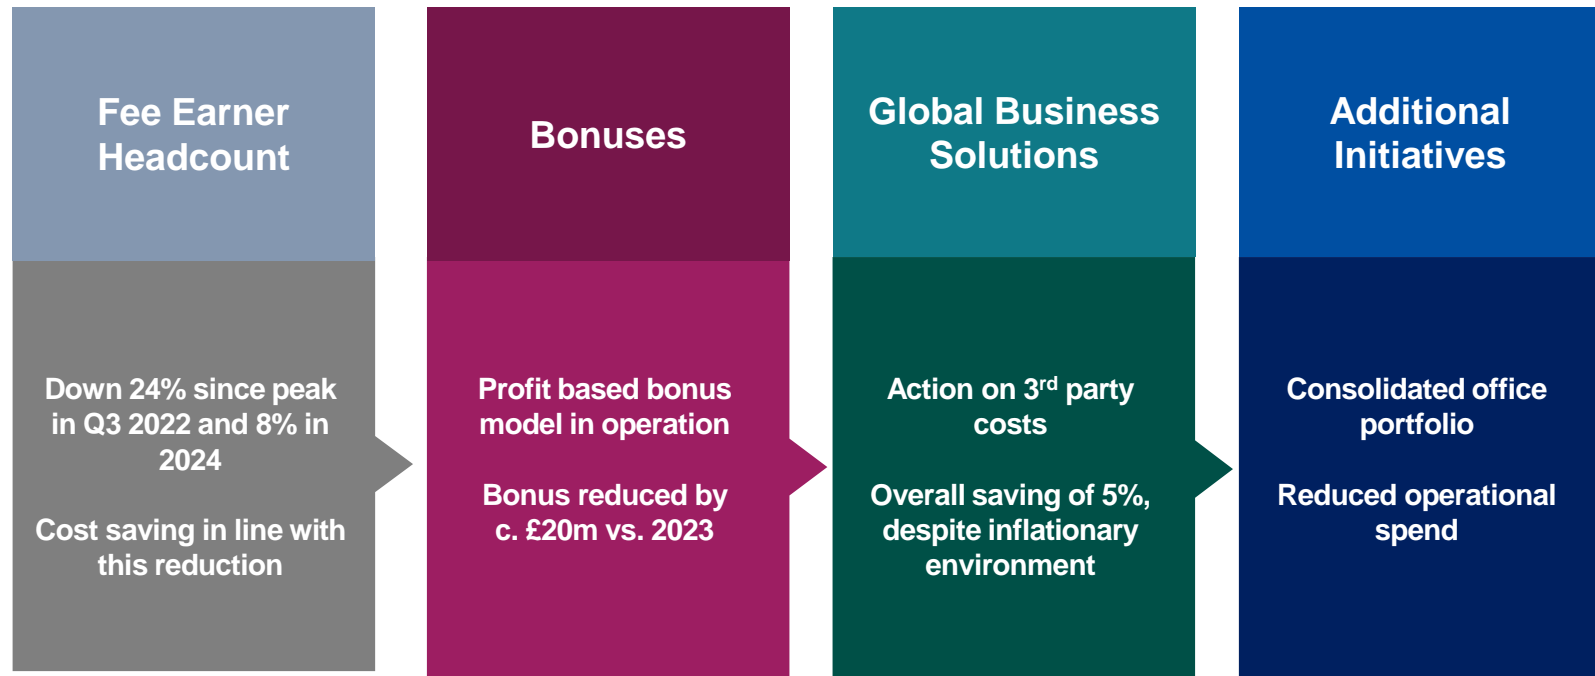 Fee Earner
Headcount
Down 24% since peak
in Q3 2022 and 8% in
2024
Cost saving in line with
this reduction
Bonuses
Profit based bonus
model in operation
Bonus reduced by
c. £20m vs. 2023
Global Business
Solutions
Action on 3rd party
costs
Overall saving of 5%,
despite inflationary
environment
Additional
Initiatives
Consolidated office
portfolio
Reduced operational
spend